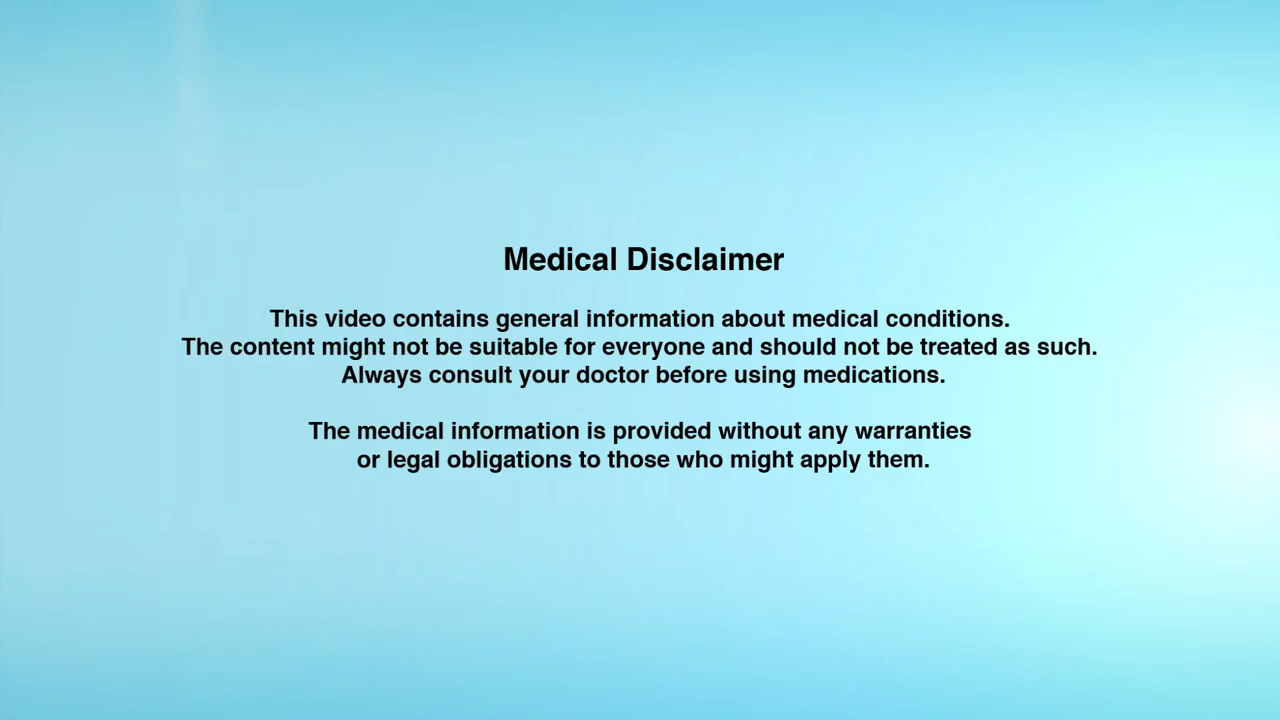 Medical Disclaimer
This video contains general information about medical conditions.
The content might not be suitable for everyone and should not be treated as such.
Always consult your doctor before using medications.
The medical information is provided without any warranties
or legal obligations to those who might apply them.